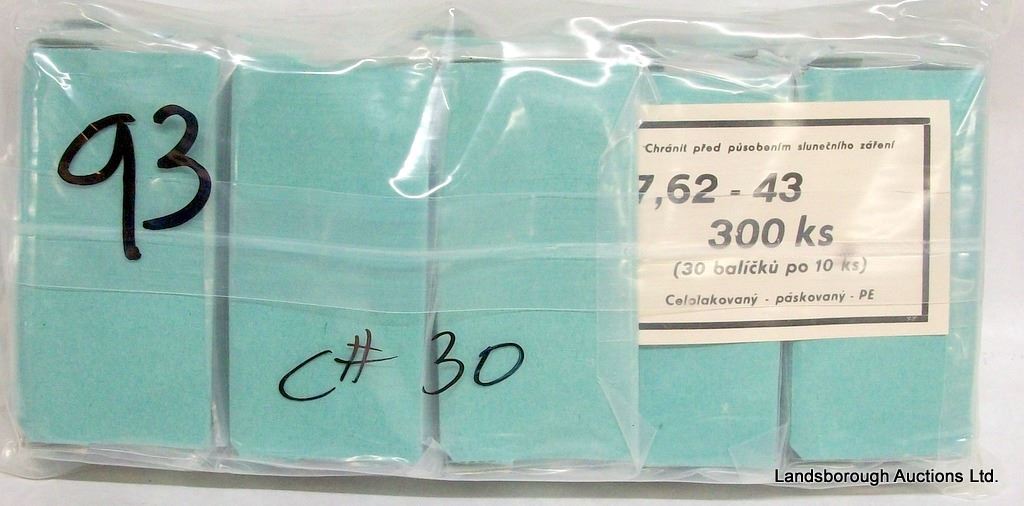 93
Chránit před působením slunečního záření
7,62 - 43
300 ks
(30 balíčků po 10 ks)
Celolakovaný - páskovaný - PE
C# 30
Landsborough Auctions Ltd.